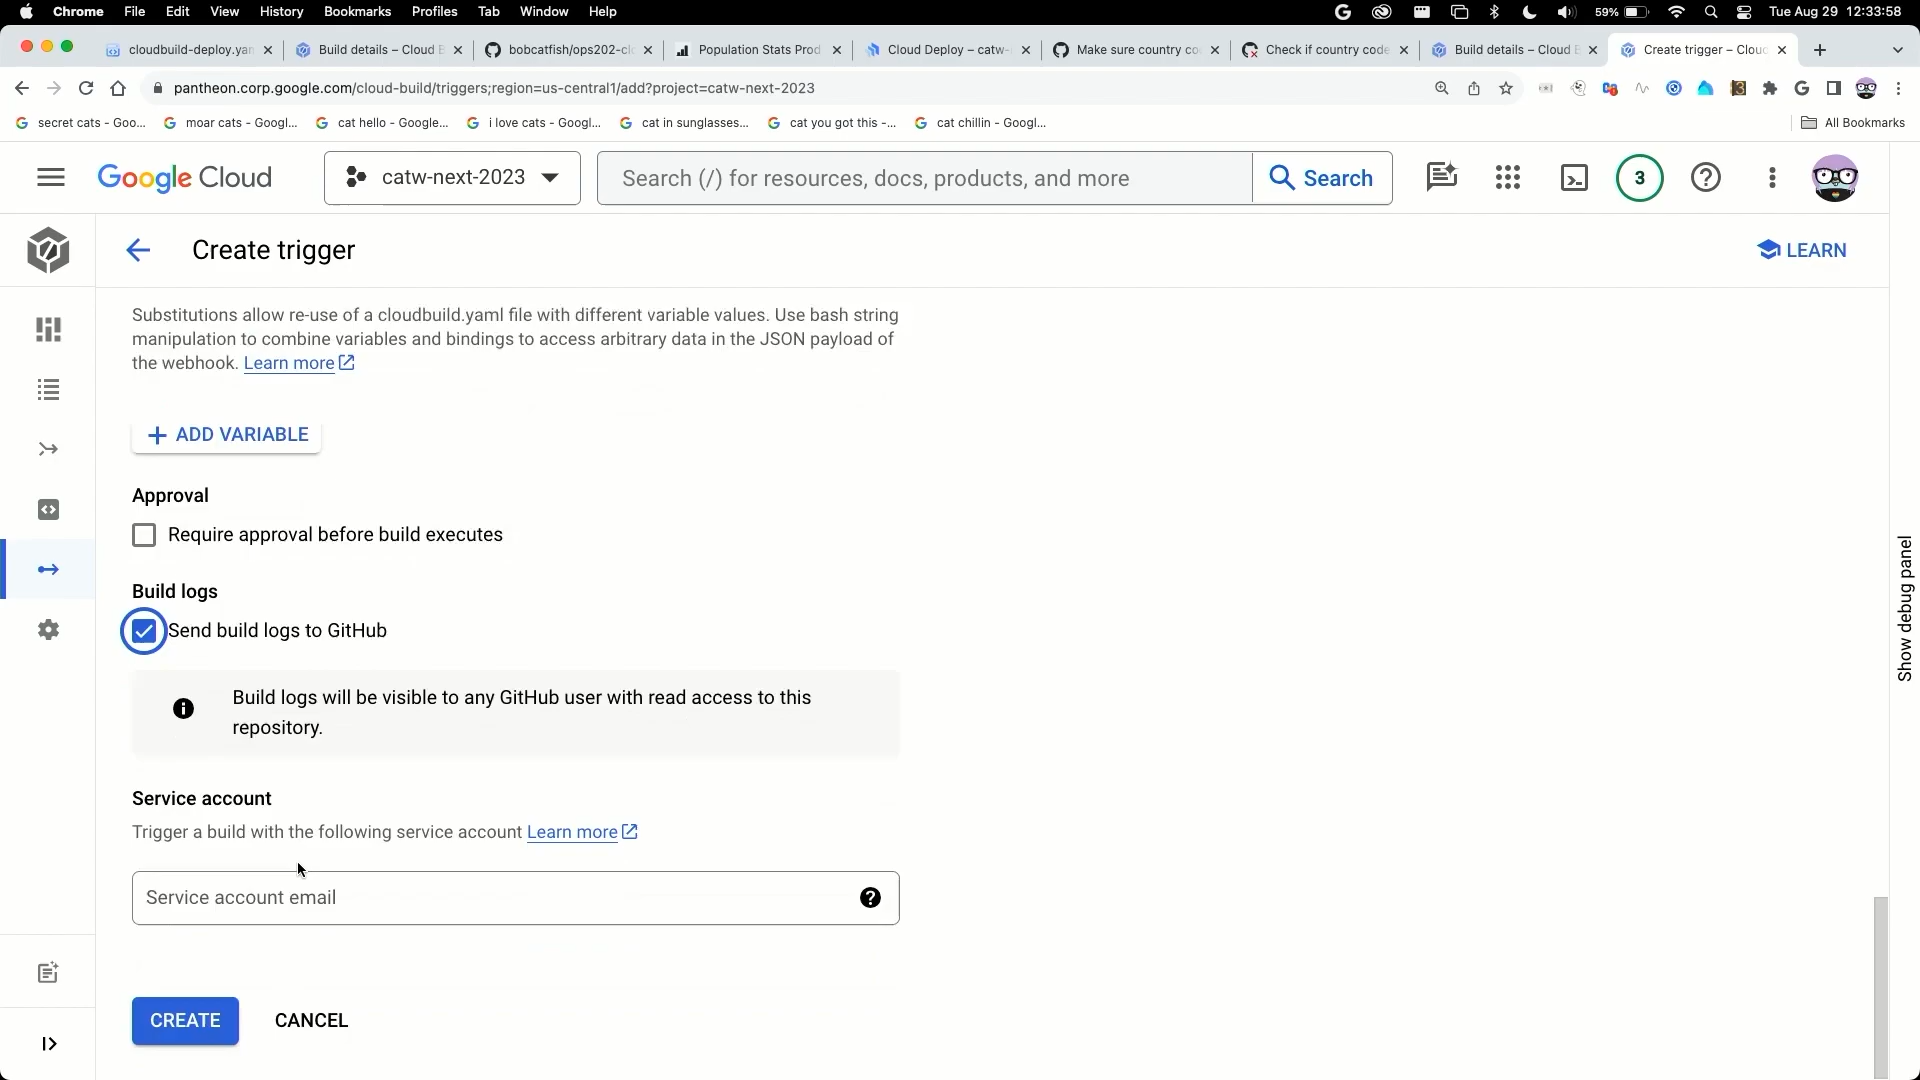 Chrome File Edit View History Bookmarks Profiles Tab Window Help 59% Tue Aug 29 12:33:58
cloudbuild-deploy.yan Build details – Cloud B bobcatfish/ops202-cl Population Stats Prod Cloud Deploy – catw- Make sure country co Check if country code Build details – Cloud B Create trigger – Clou
pantheon.corp.google.com/cloud-build/triggers;region=us-central1/add?project=catw-next-2023
secret cats - Goo... moar cats - Googl... cat hello - Google... i love cats - Googl... cat in sunglasses... cat you got this -... cat chillin - Googl... All Bookmarks
Google Cloud catw-next-2023 Search (/) for resources, docs, products, and more Search 3
Create trigger LEARN
Substitutions allow re-use of a cloudbuild.yaml file with different variable values. Use bash string
manipulation to combine variables and bindings to access arbitrary data in the JSON payload of
the webhook. Learn more
ADD VARIABLE
Approval
Require approval before build executes
Build logs
Send build logs to GitHub
Build logs will be visible to any GitHub user with read access to this
repository.
Service account
Trigger a build with the following service account Learn more
Service account email
CREATE CANCEL
Show debug panel